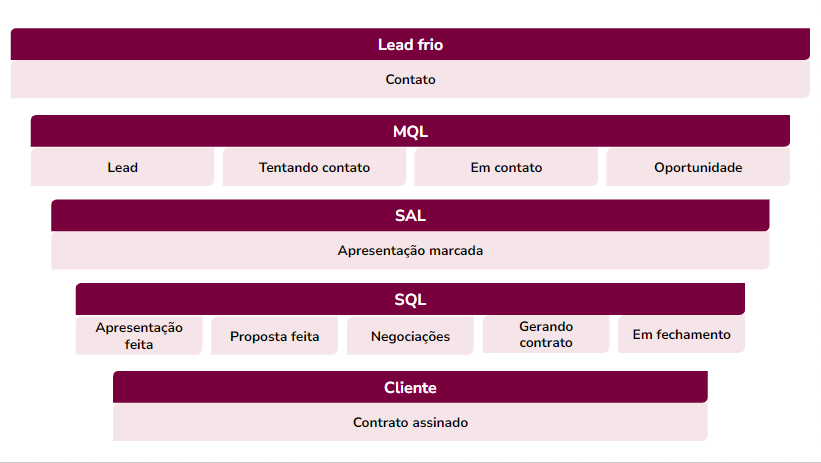 Lead frio
Contato
MQL
Lead
Tentando contato
Em contato
Oportunidade
SAL
Apresentação marcada
SQL
Apresentação
feita
Proposta feita
Negociações
Gerando
contrato
Em fechamento
Cliente
Contrato assinado